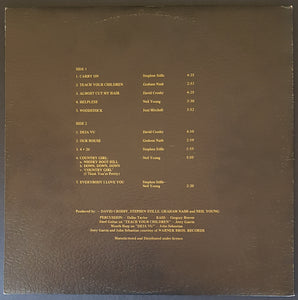 SIDE 1
1. CARRY ON Stephen Stills 4:25
2. TEACH YOUR CHILDREN Graham Nash 2:53
3. ALMOST CUT MY HAIR David Crosby 4:25
4. HELPLESS Neil Young 3:30
5. WOODSTOCK Joni Mitchell 3:52
SIDE 2
1. DEJA VU David Crosby 4:10
2. OUR HOUSE Graham Nash 2:59
3. 4 + 20 Stephen Stills
4. COUNTRY GIRL Neil Young 5:05
a. WHISKEY BOOT HILL
b. DOWN, DOWN, DOWN
c. "COUNTRY GIRL"
(I Think You're Pretty)
5. EVERYBODY I LOVE YOU Stephen Stills-
Neil Young 2:20
Produced by: DAVID CROSBY, STEPHEN STILLS, GRAHAM NASH and NEIL YOUNG
PERCUSSION - Dallas Taylor BASS - Gregory Reeves
Steel Guitar on "TEACH YOUR CHILDREN" - Jerry Garcia
Mouth Harp on "DEJA VU" - John Sebastian
Jerry Garcia and John Sebastian courtesy of WARNER BROS. RECORDS
Manufactured and Distributed under licence